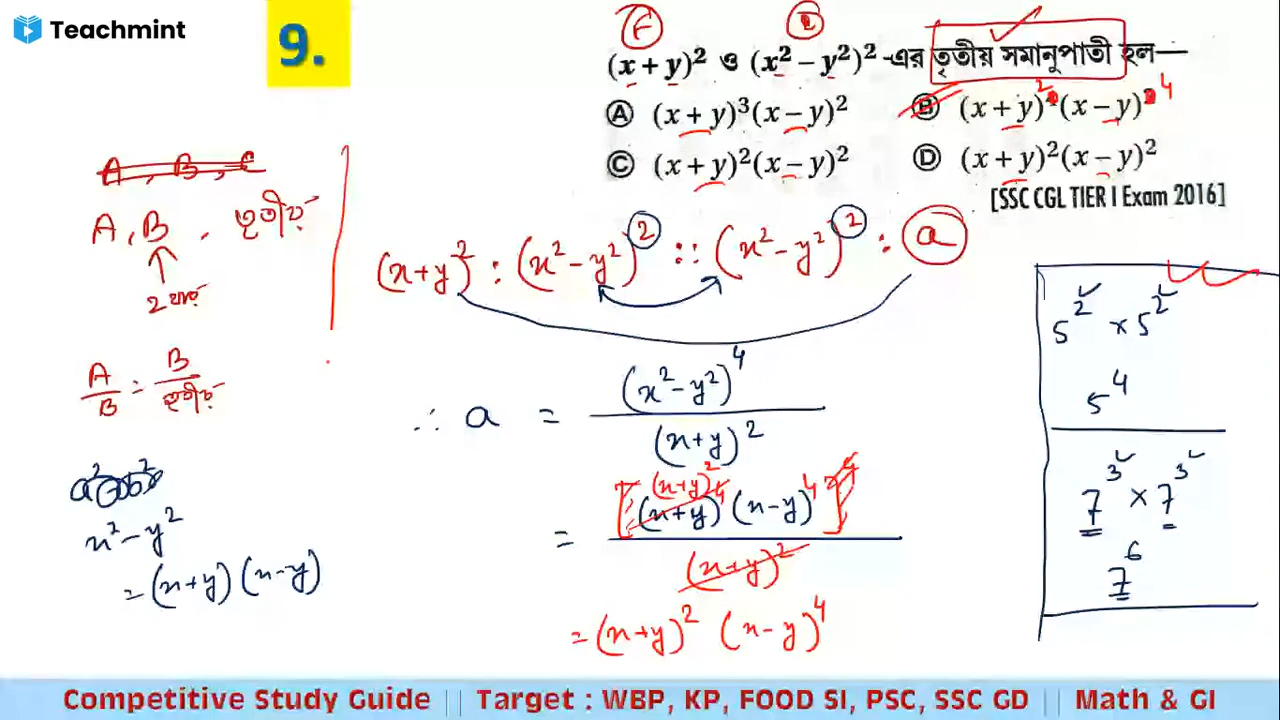 Teachmint
9.
F
(x + y)² ও (x² − y²)² -এর তৃতীয় সমানুপাতী হল—
Ⓐ (x + y)³(x − y)²
Ⓑ (x + y)²(x − y)⁴
Ⓒ (x + y)²(x − y)²
Ⓓ (x + y)²(x − y)²
[SSC CGL TIER I Exam 2016]
A, B, C
A, B, তৃতীয়
2 বার
A/B = B/তৃতীয়
x² − y²
= (x+y) (x−y)
(x+y)² : (x² − y²)² :: (x² − y²)² : a
∴ a = (x² − y²)⁴ / (x+y)²
= [(x+y)⁴ (x−y)⁴] / (x+y)²
(x+y)²
= (x+y)² (x−y)⁴
5² × 5²
5⁴
7³ × 7³
7⁶
Competitive Study Guide || Target : WBP, KP, FOOD SI, PSC, SSC GD || Math & GI